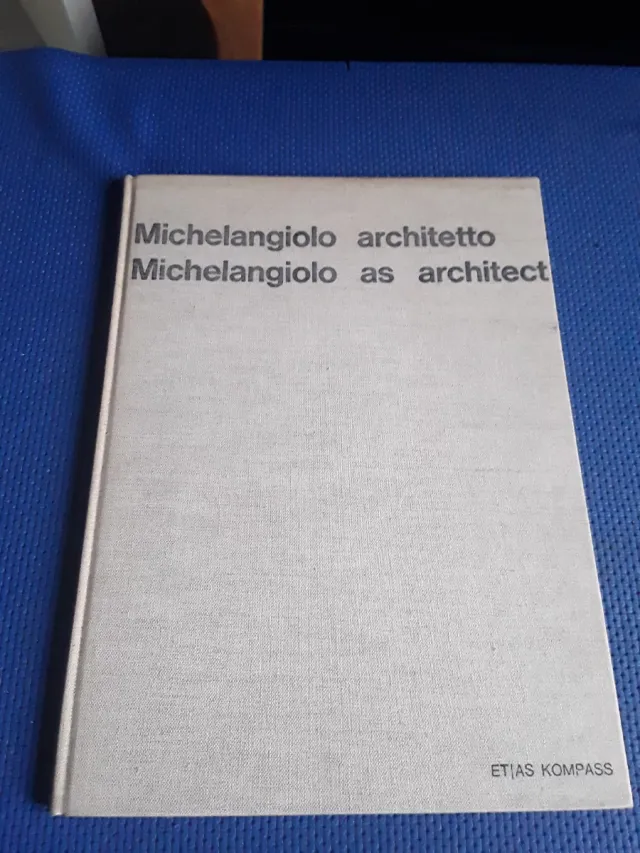 Michelangiolo architetto
Michelangiolo as architect
ET|AS KOMPASS